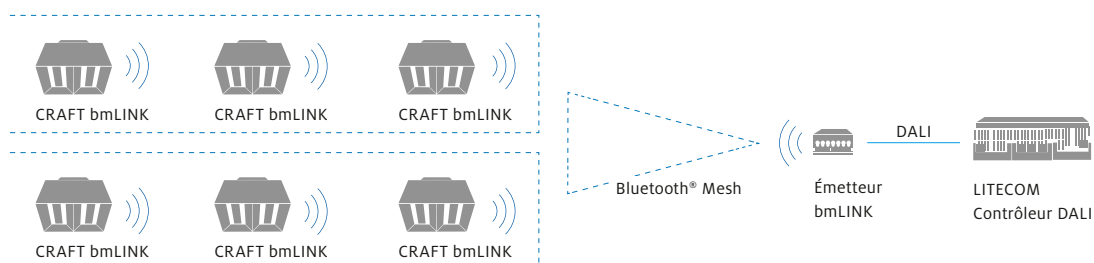 CRAFT bmLINK
CRAFT bmLINK
CRAFT bmLINK
CRAFT bmLINK
CRAFT bmLINK
CRAFT bmLINK
Bluetooth® Mesh
Émetteur
bmLINK
DALI
LITECOM
Contrôleur DALI